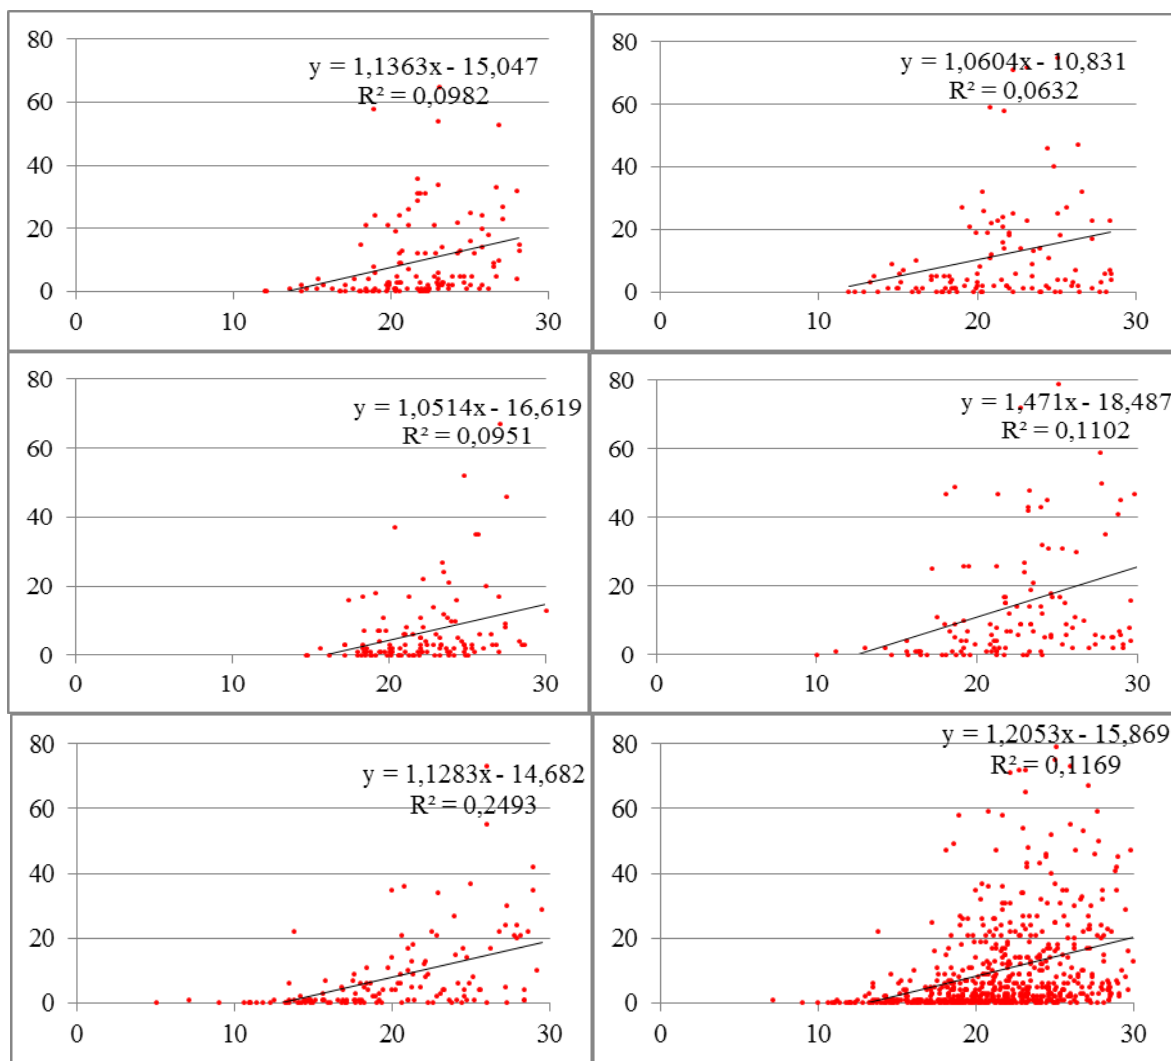 80
60
40
20
0
0 10 20 30
y = 1,1363x - 15,047
R² = 0,0982
80
60
40
20
0
0 10 20 30
y = 1,0604x - 10,831
R² = 0,0632
80
60
40
20
0
0 10 20 30
y = 1,0514x - 16,619
R² = 0,0951
80
60
40
20
0
0 10 20 30
y = 1,471x - 18,487
R² = 0,1102
80
60
40
20
0
0 10 20 30
y = 1,1283x - 14,682
R² = 0,2493
80
60
40
20
0
0 10 20 30
y = 1,2053x - 15,869
R² = 0,1169